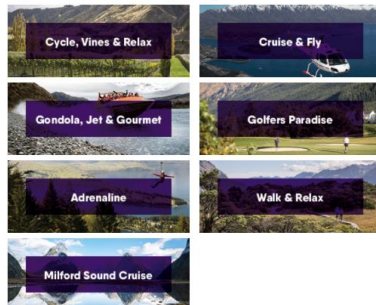 Cycle, Vines & Relax
Cruise & Fly
Gondola, Jet & Gourmet
Golfers Paradise
Adrenaline
Walk & Relax
Milford Sound Cruise